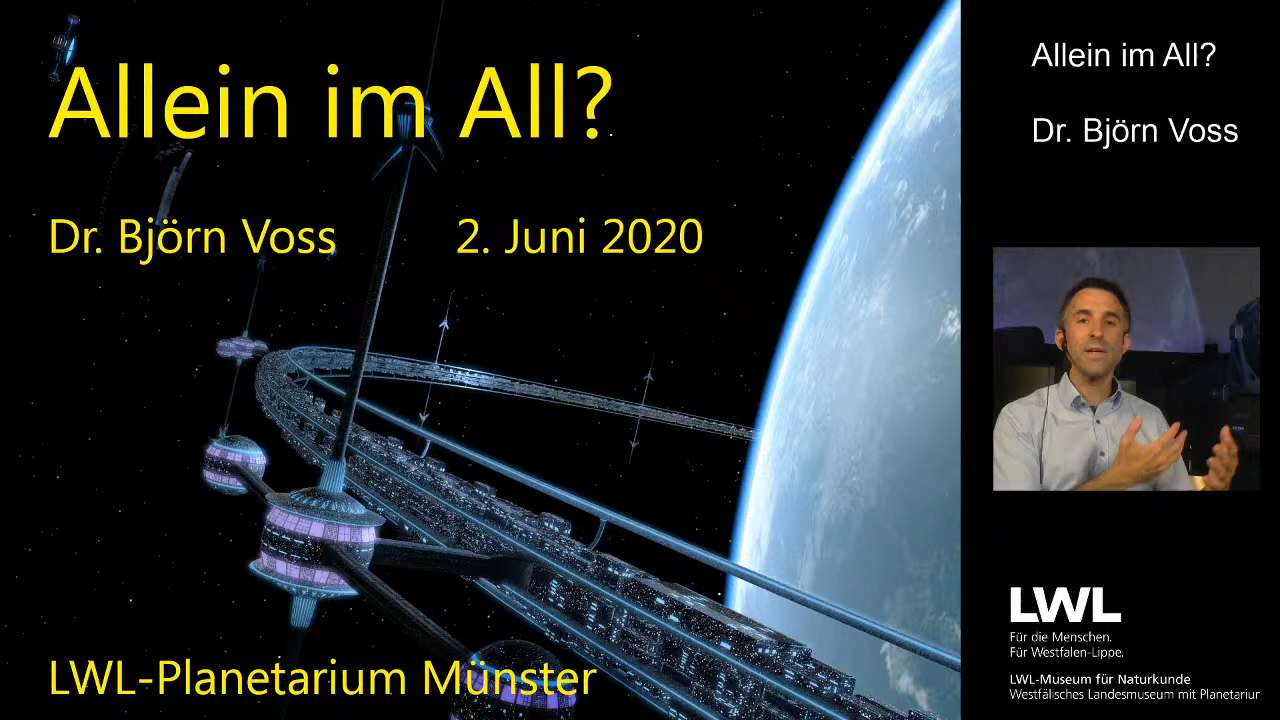 Allein im All?
Dr. Björn Voss 2. Juni 2020
LWL-Planetarium Münster
Allein im All?
Dr. Björn Voss
LWL
Für die Menschen.
Für Westfalen-Lippe.
LWL-Museum für Naturkunde
Westfälisches Landesmuseum mit Planetariur